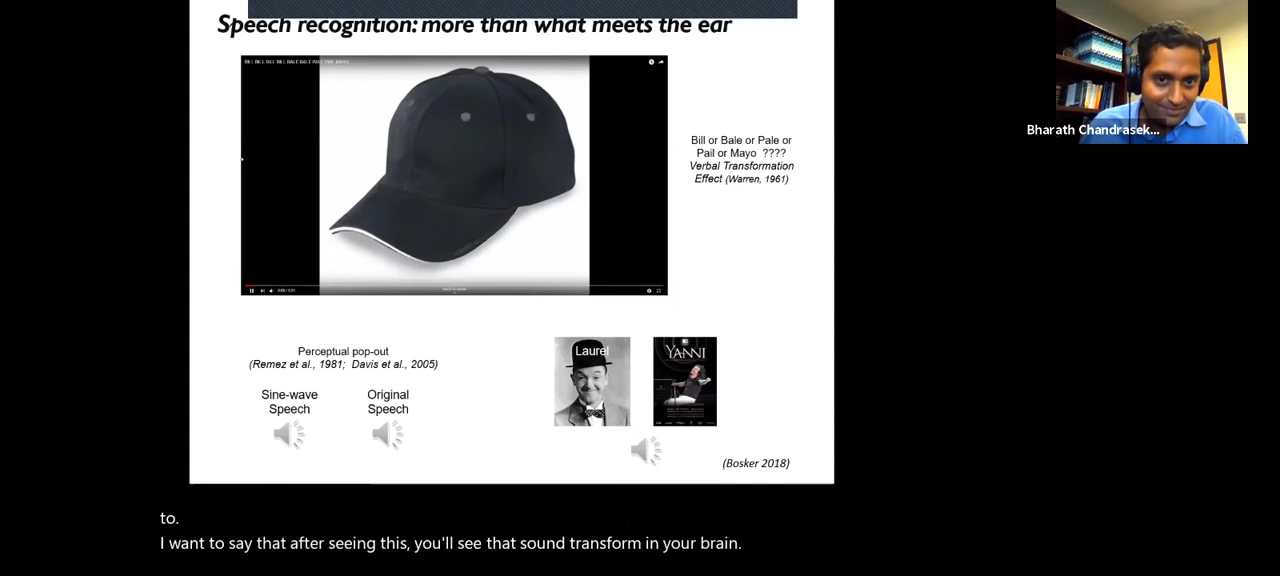 Speech recognition: more than what meets the ear
Bill or Bale or Pale or
Pail or Mayo ????
Verbal Transformation
Effect (Warren, 1961)
Bharath Chandrasek...
Perceptual pop-out
(Remez et al., 1981; Davis et al., 2005)
Sine-wave
Speech
Original
Speech
Laurel
YANNI
(Bosker 2018)
to.
I want to say that after seeing this, you'll see that sound transform in your brain.